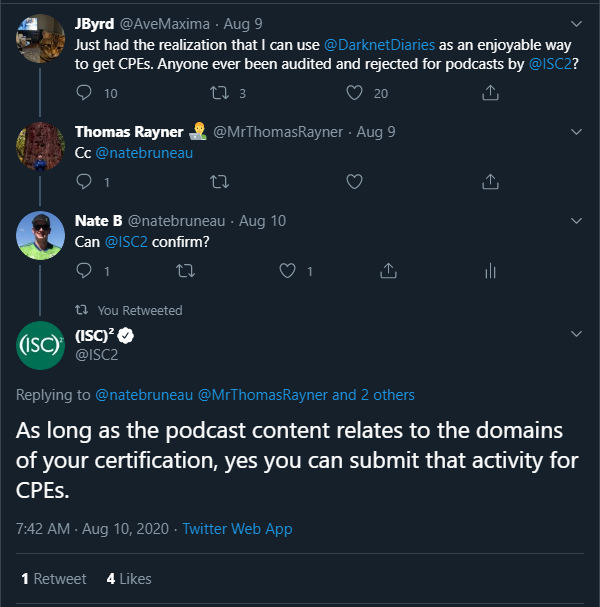 JByrd @AveMaxima · Aug 9
Just had the realization that I can use @DarknetDiaries as an enjoyable way
to get CPEs. Anyone ever been audited and rejected for podcasts by @ISC2?
10 3 20
Thomas Rayner @MrThomasRayner · Aug 9
Cc @natebruneau
1
Nate B @natebruneau · Aug 10
Can @ISC2 confirm?
1 1
You Retweeted
(ISC)²
(ISC)²
@ISC2
Replying to @natebruneau @MrThomasRayner and 2 others
As long as the podcast content relates to the domains
of your certification, yes you can submit that activity for
CPEs.
7:42 AM · Aug 10, 2020 · Twitter Web App
1 Retweet 4 Likes